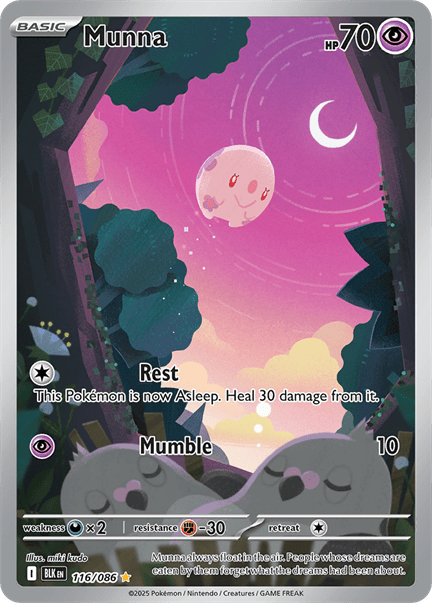 BASIC
Munna
HP 70
Rest
This Pokémon is now Asleep. Heal 30 damage from it.
Mumble 10
weakness ×2 resistance -30 retreat
Illus. miki kudo
Munna always float in the air. People whose dreams are
I BLK EN 116/086
eaten by them forget what the dreams had been about.
©2025 Pokémon / Nintendo / Creatures / GAME FREAK